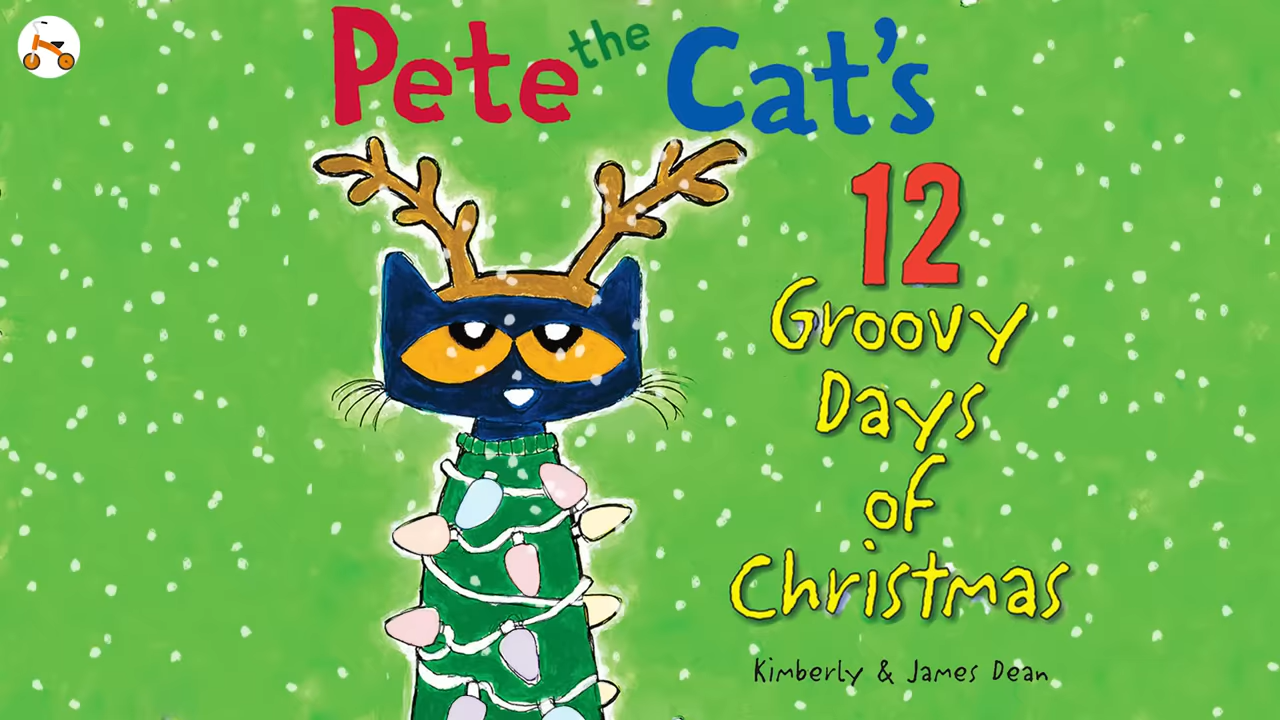 Pete the Cat's
12
Groovy
Days
of
Christmas
Kimberly & James Dean